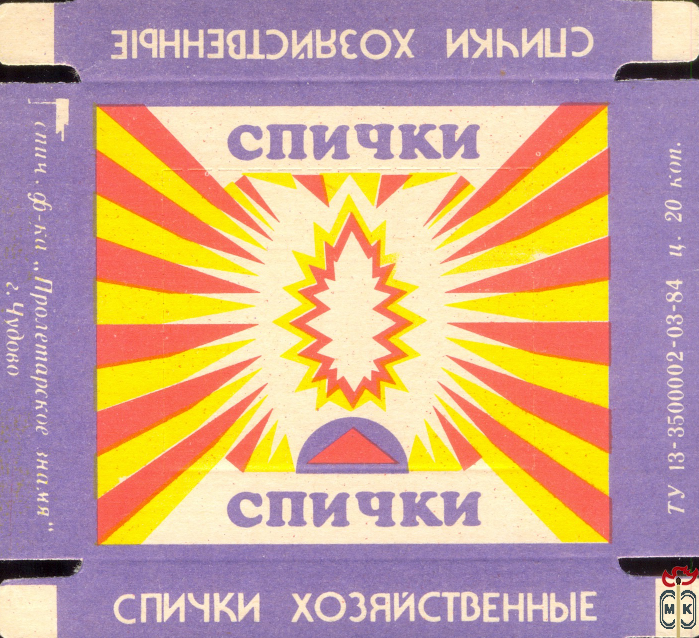 СПИЧКИ ХОЗЯЙСТВЕННЫЕ
СПИЧКИ
спич. ф-ка „Пролетарское знамя“
г. Чудово
ТУ 13-3500002-03-84 ц. 20 коп.
СПИЧКИ
СПИЧКИ ХОЗЯЙСТВЕННЫЕ
М К